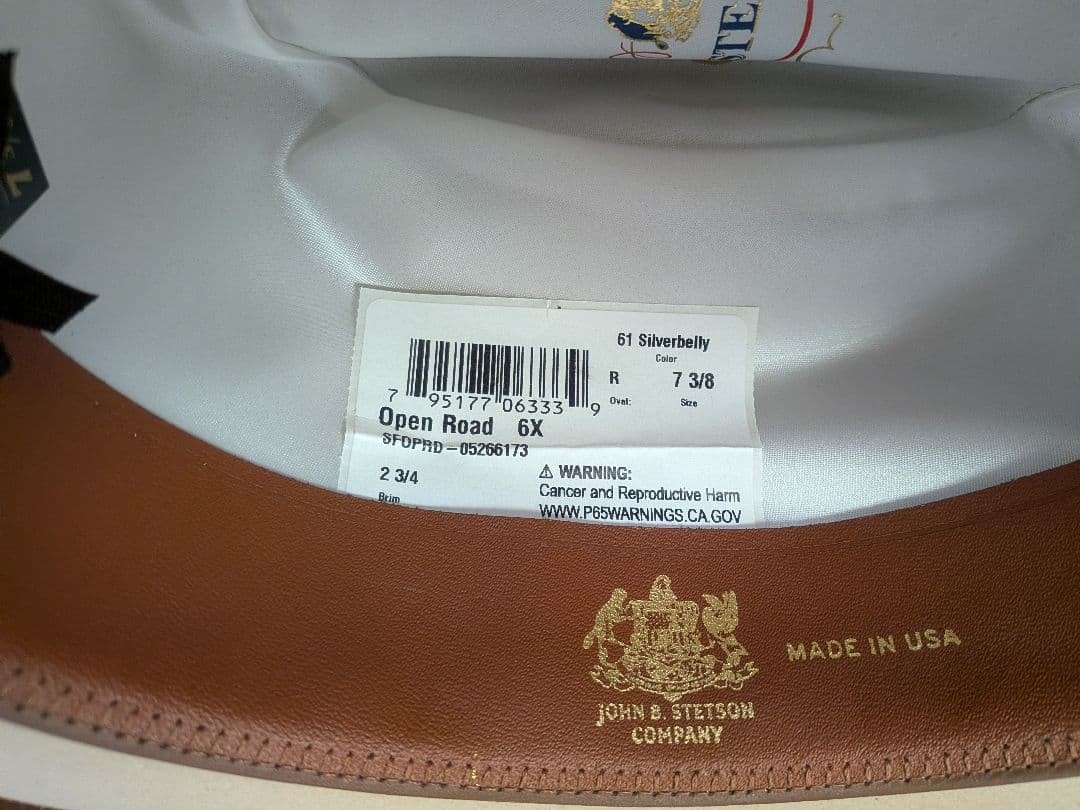 STE
L
61 Silverbelly
Color
R 7 3/8
Oval: Size
7 95177 06333 9
Open Road 6X
SFOPRD-05266173
2 3/4
Brim
⚠ WARNING:
Cancer and Reproductive Harm
WWW.P65WARNINGS.CA.GOV
MADE IN USA
JOHN B. STETSON
COMPANY